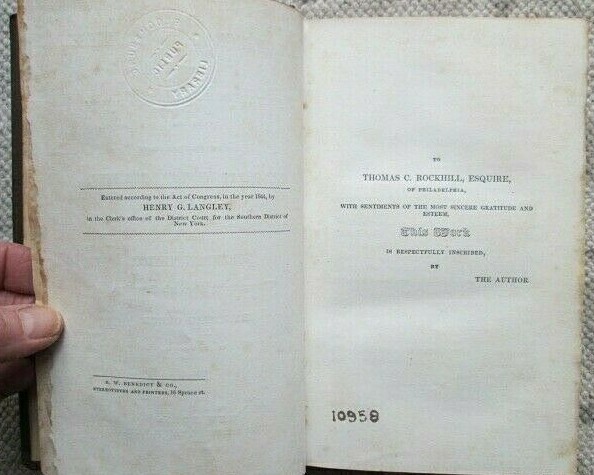 PUBLIC
LIBRARY
Entered according to the Act of Congress, in the year 1844, by
HENRY G. LANGLEY,
in the Clerk's office of the District Court for the Southern District of
New York.
S. W. BENEDICT & CO.,
STEREOTYPERS AND PRINTERS, 16 Spruce st.
TO
THOMAS C. ROCKHILL, ESQUIRE,
OF PHILADELPHIA,
WITH SENTIMENTS OF THE MOST SINCERE GRATITUDE AND
ESTEEM,
This Work
IS RESPECTFULLY INSCRIBED,
BY
THE AUTHOR
10958